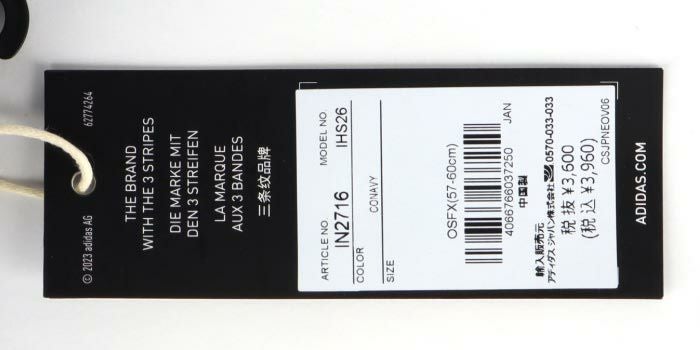 THE BRAND
WITH THE 3 STRIPES
DIE MARKE MIT
DEN 3 STREIFEN
LA MARQUE
AUX 3 BANDES
三条纹品牌
© 2023 adidas AG
62774264
ARTICLE NO.
MODEL NO.
IN2716
IHS26
COLOR
CONAVY
SIZE
OSFX(57-60cm)
4066766037250
JAN
中国製
輸入販売元
アディダス ジャパン株式会社 0570-033-033
税 抜 ¥3,600
(税 込 ¥3,960)
CSJPNEOV06
ADIDAS.COM